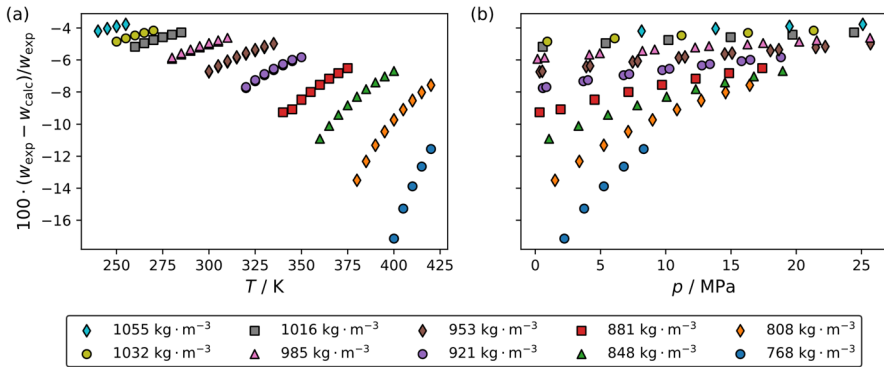 (a)
(b)
100 · (w_exp − w_calc)/w_exp
−4
−6
−8
−10
−12
−14
−16
250 275 300 325 350 375 400 425
0 5 10 15 20 25
T / K
p / MPa
1055 kg · m⁻³ 1016 kg · m⁻³ 953 kg · m⁻³ 881 kg · m⁻³ 808 kg · m⁻³
1032 kg · m⁻³ 985 kg · m⁻³ 921 kg · m⁻³ 848 kg · m⁻³ 768 kg · m⁻³